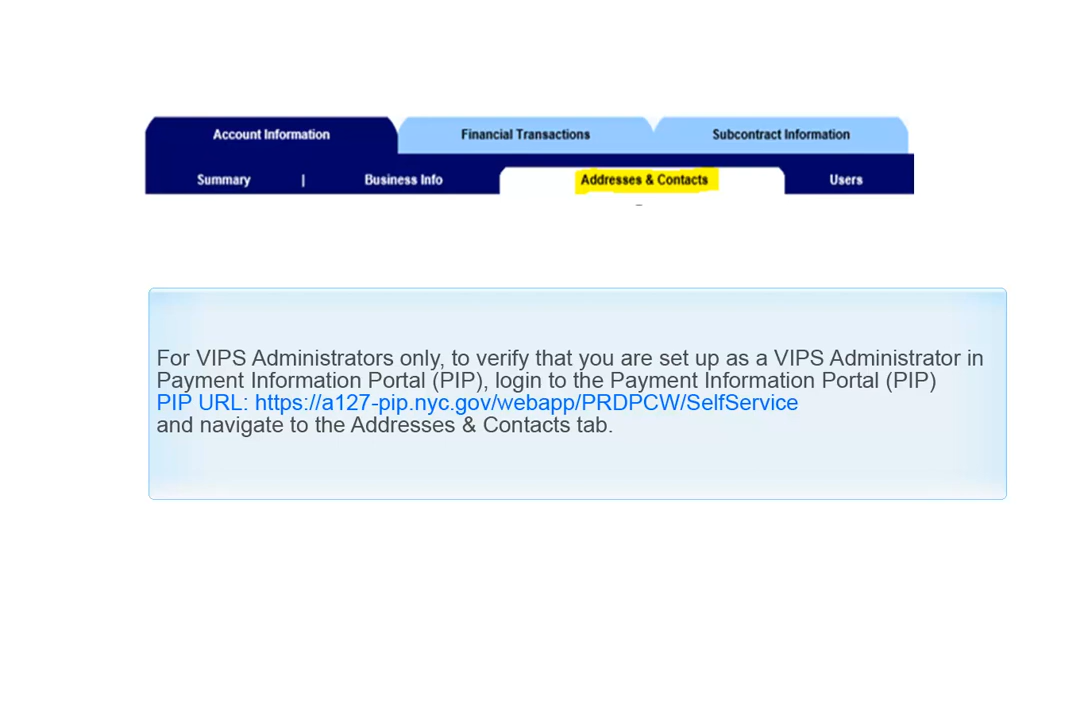 Account Information Financial Transactions Subcontract Information
Summary | Business Info Addresses & Contacts Users
For VIPS Administrators only, to verify that you are set up as a VIPS Administrator in
Payment Information Portal (PIP), login to the Payment Information Portal (PIP)
PIP URL: https://a127-pip.nyc.gov/webapp/PRDPCW/SelfService
and navigate to the Addresses & Contacts tab.